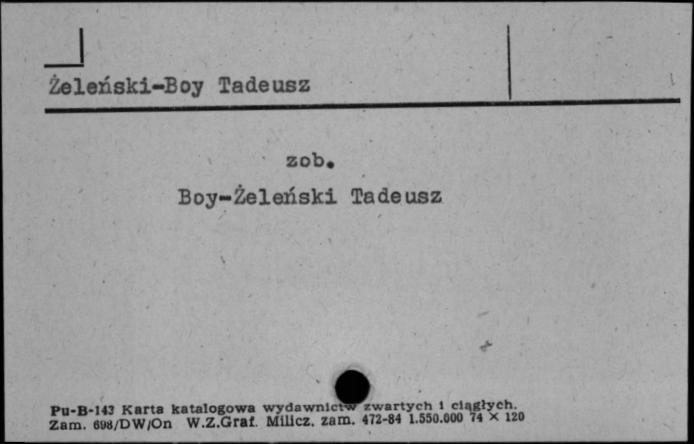 Żeleński-Boy Tadeusz
zob.
Boy-Żeleński Tadeusz
Pu-B-143 Karta katalogowa wydawnictw zwartych i ciągłych.
Zam. 698/DW/On W.Z.Graf. Milicz. zam. 472-84 1.550.000 74 × 120